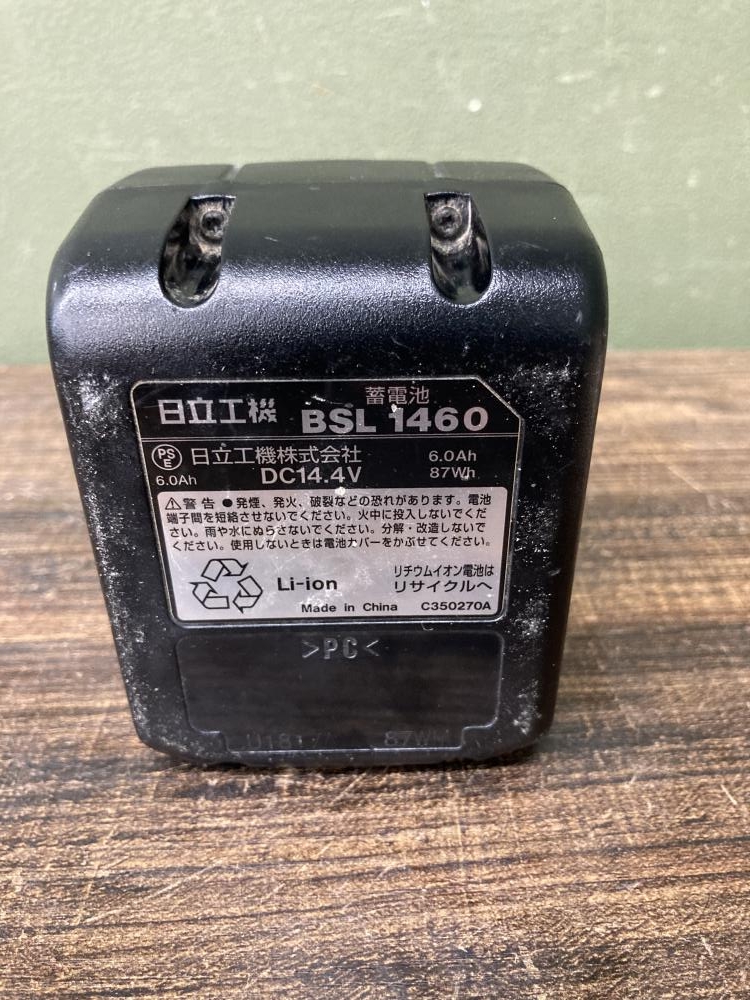 蓄電池
日立工機 BSL 1460
PS E 日立工機株式会社 6.0Ah
6.0Ah DC14.4V 87Wh
⚠警告 ●発煙、発火、破裂などの恐れがあります。電池
端子間を短絡させないでください。火中に投入しないでくだ
さい。雨や水にぬらさないでください。分解・改造しないで
ください。使用しないときは電池カバーをかぶせてください。
Li-ion リチウムイオン電池は
リサイクルへ
Made in China C350270A
>PC<
87WH